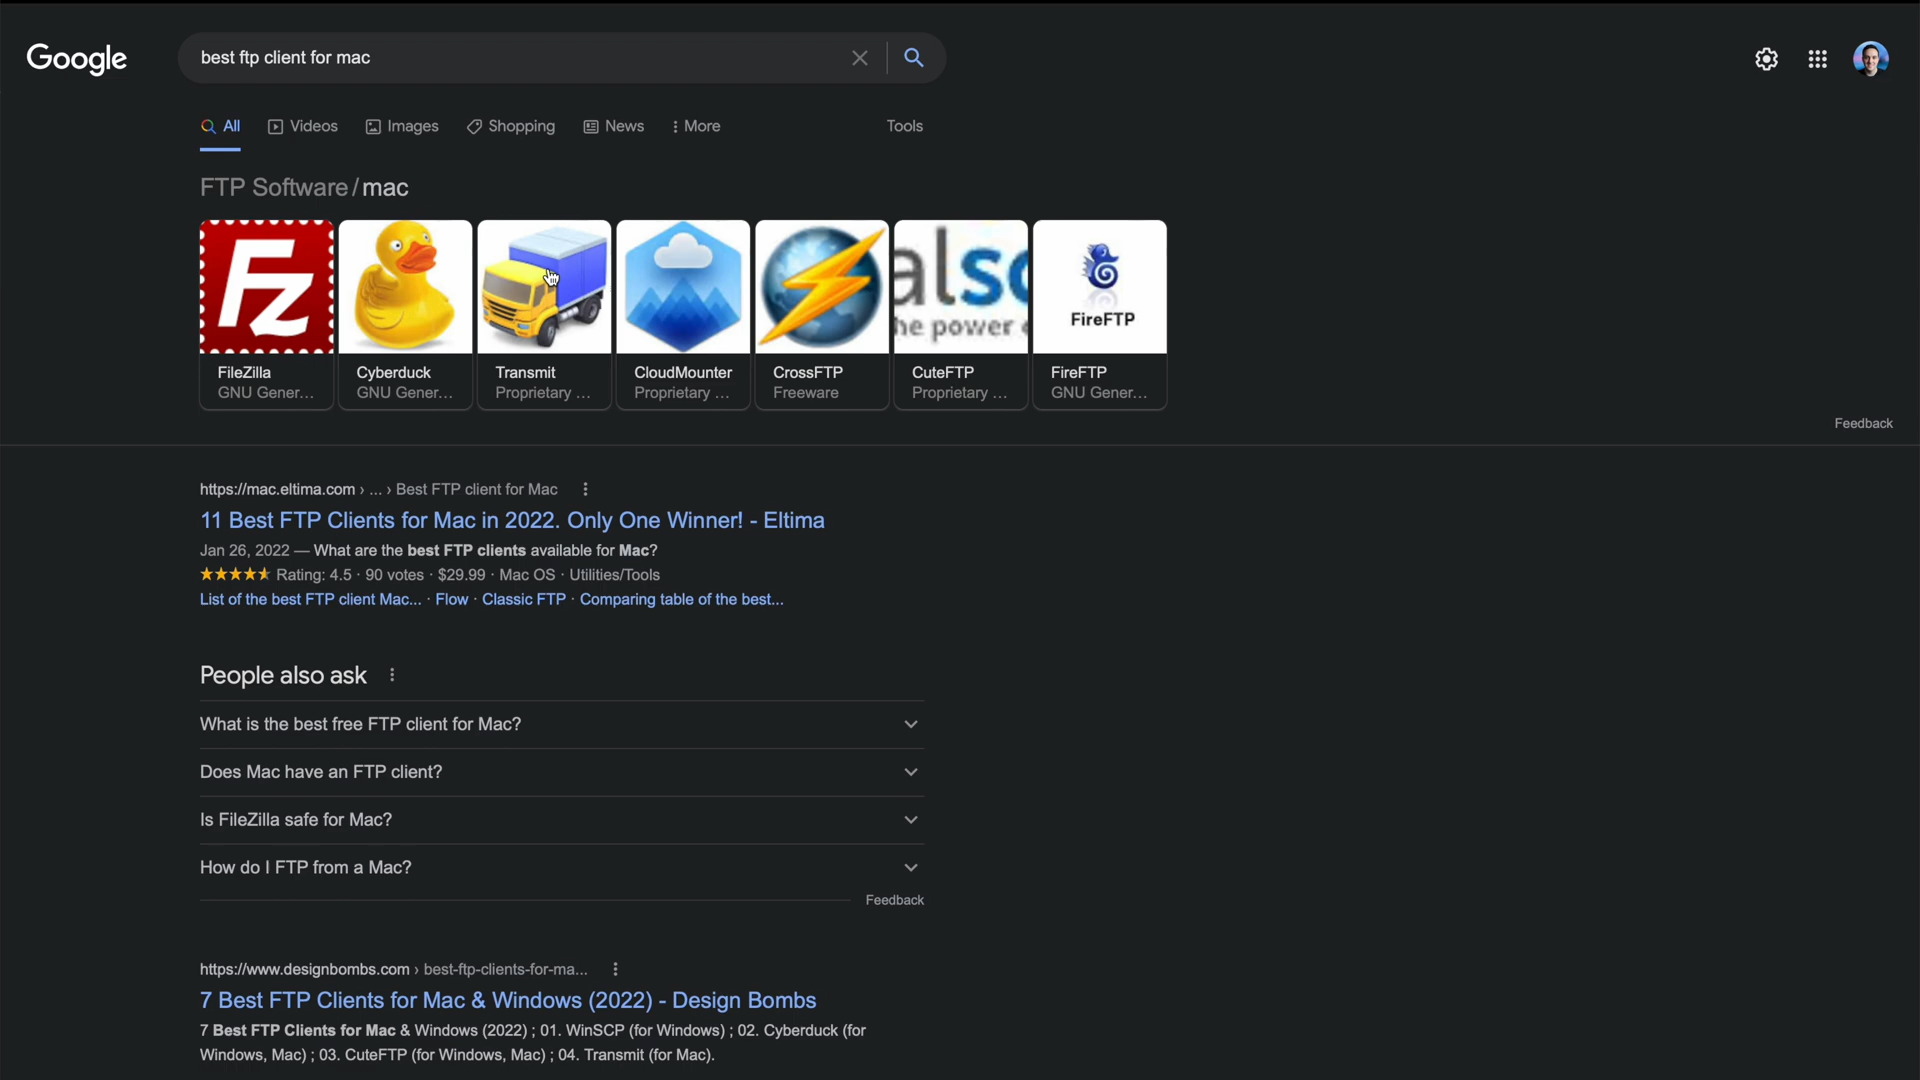 Google
best ftp client for mac
All Videos Images Shopping News More Tools
FTP Software / mac
Fz
also
he power
FireFTP
FileZilla Cyberduck Transmit CloudMounter CrossFTP CuteFTP FireFTP
GNU Gener... GNU Gener... Proprietary ... Proprietary ... Freeware Proprietary ... GNU Gener...
Feedback
https://mac.eltima.com › ... › Best FTP client for Mac
11 Best FTP Clients for Mac in 2022. Only One Winner! - Eltima
Jan 26, 2022 — What are the best FTP clients available for Mac?
Rating: 4.5 · 90 votes · $29.99 · Mac OS · Utilities/Tools
List of the best FTP client Mac... · Flow · Classic FTP · Comparing table of the best...
People also ask
What is the best free FTP client for Mac?
Does Mac have an FTP client?
Is FileZilla safe for Mac?
How do I FTP from a Mac?
Feedback
https://www.designbombs.com › best-ftp-clients-for-ma...
7 Best FTP Clients for Mac & Windows (2022) - Design Bombs
7 Best FTP Clients for Mac & Windows (2022) ; 01. WinSCP (for Windows) ; 02. Cyberduck (for
Windows, Mac) ; 03. CuteFTP (for Windows, Mac) ; 04. Transmit (for Mac).